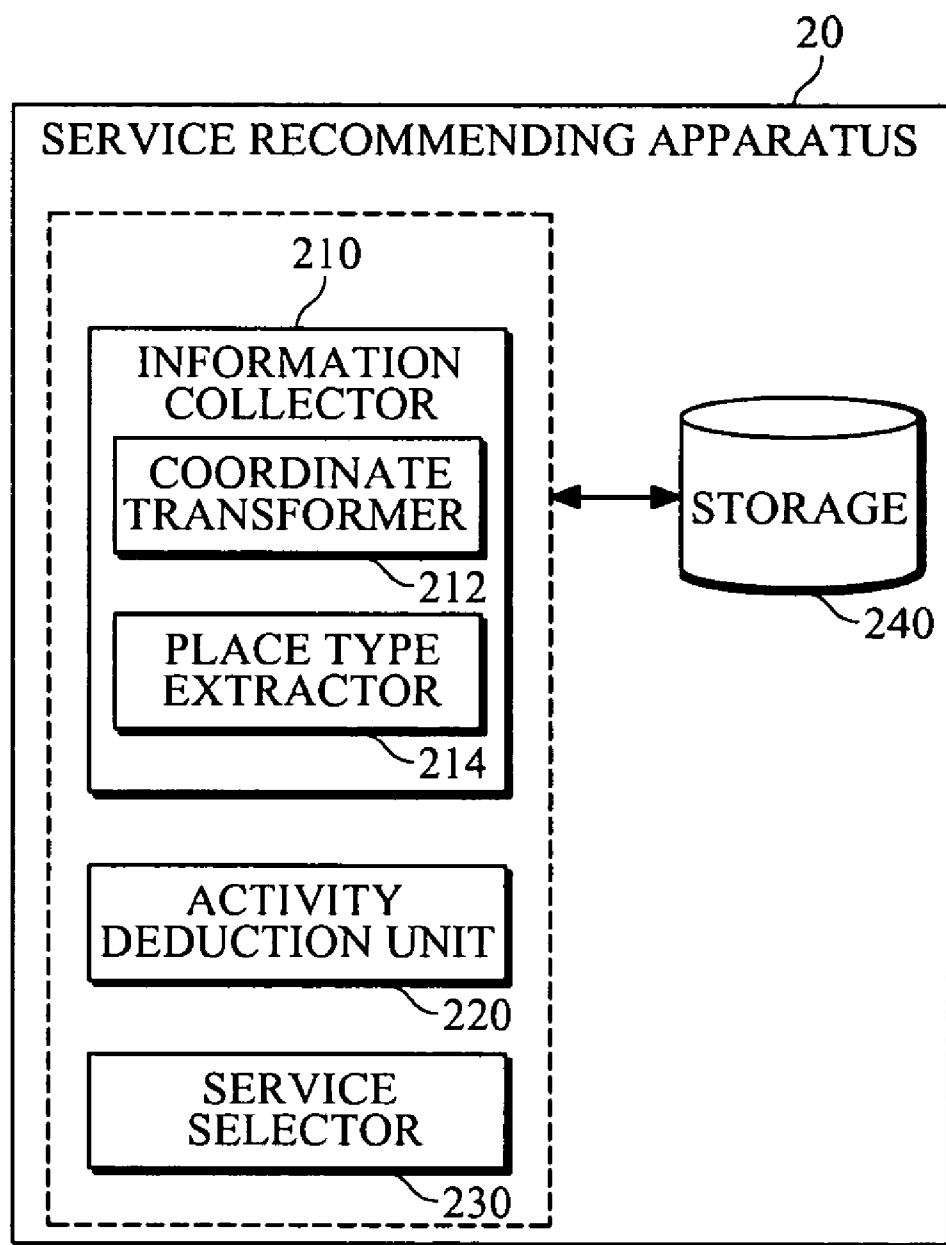 20
SERVICE RECOMMENDING APPARATUS
210
INFORMATION
COLLECTOR
COORDINATE
TRANSFORMER
212
PLACE TYPE
EXTRACTOR
214
STORAGE
240
ACTIVITY
DEDUCTION UNIT
220
SERVICE
SELECTOR
230